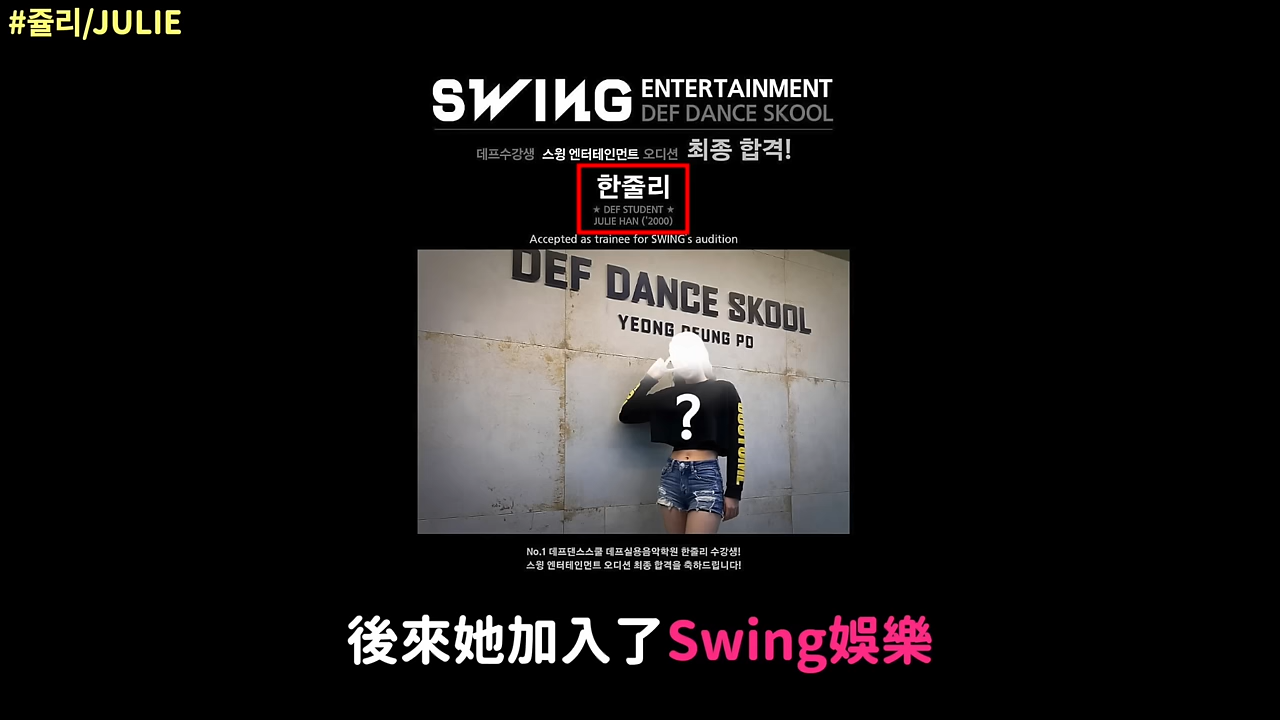 #쥴리/JULIE
SWING ENTERTAINMENT
DEF DANCE SKOOL
데프수강생 스윙 엔터테인먼트 오디션 최종 합격!
한줄리
★ DEF STUDENT ★
JULIE HAN ('2000)
Accepted as trainee for SWING's audition
DEF DANCE SKOOL
YEONG DEUNG PO
?
No.1 데프댄스스쿨 데프실용음악학원 한줄리 수강생!
스윙 엔터테인먼트 오디션 최종 합격을 축하드립니다!
後來她加入了Swing娛樂